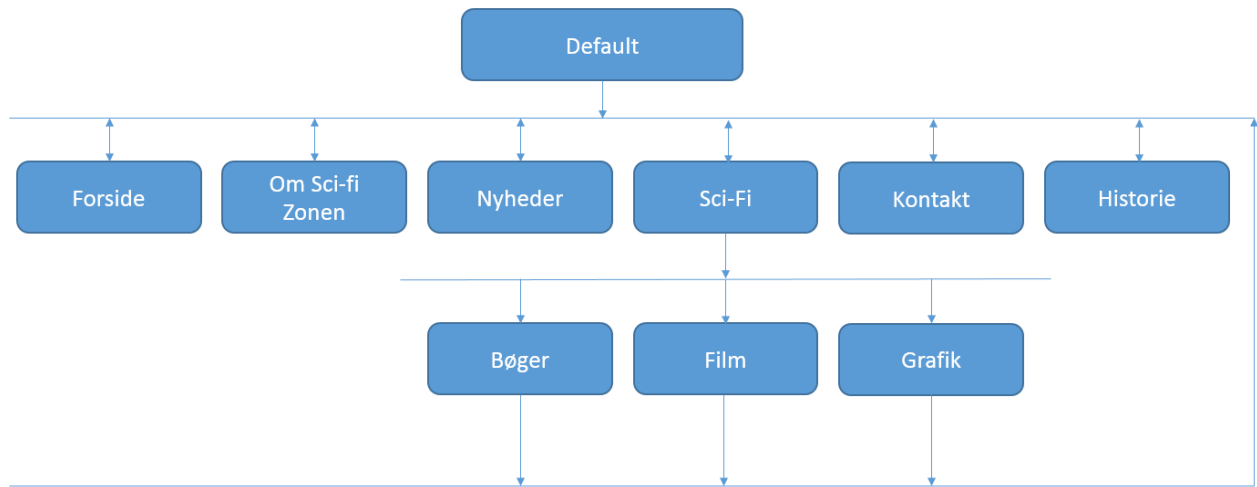 Default
Forside
Om Sci-fi
Zonen
Nyheder
Sci-Fi
Kontakt
Historie
Bøger
Film
Grafik